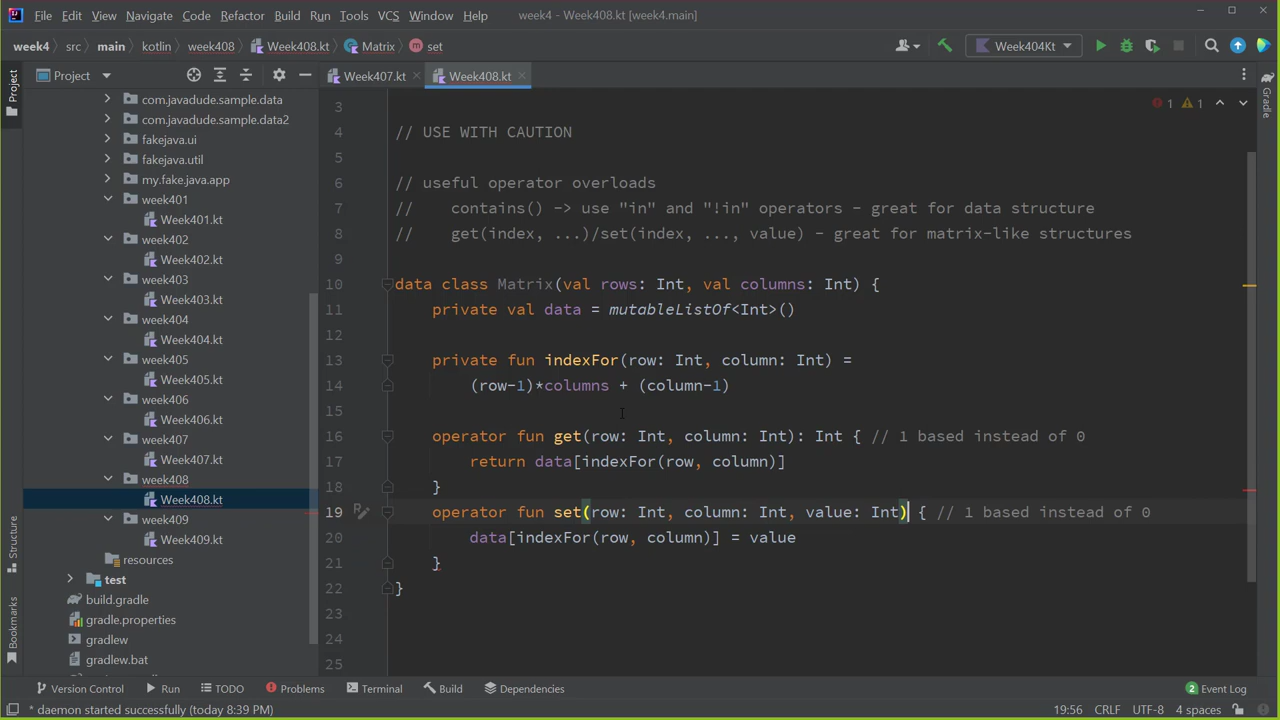 File Edit View Navigate Code Refactor Build Run Tools VCS Window Help week4 - Week408.kt [week4.main]
week4 src main kotlin week408 Week408.kt Matrix set Week404Kt
Project Week407.kt Week408.kt
Project
Structure
Bookmarks
Gradle
com.javadude.sample.data
com.javadude.sample.data2
fakejava.ui
fakejava.util
my.fake.java.app
week401
Week401.kt
week402
Week402.kt
week403
Week403.kt
week404
Week404.kt
week405
Week405.kt
week406
Week406.kt
week407
Week407.kt
week408
Week408.kt
week409
Week409.kt
resources
test
build.gradle
gradle.properties
gradlew
gradlew.bat
1 1
3
4 // USE WITH CAUTION
5
6 // useful operator overloads
7 //    contains() -> use "in" and "!in" operators - great for data structure
8 //    get(index, ...)/set(index, ..., value) - great for matrix-like structures
9
10 data class Matrix(val rows: Int, val columns: Int) {
11     private val data = mutableListOf<Int>()
12
13     private fun indexFor(row: Int, column: Int) =
14         (row-1)*columns + (column-1)
15
16     operator fun get(row: Int, column: Int): Int { // 1 based instead of 0
17         return data[indexFor(row, column)]
18     }
19     operator fun set(row: Int, column: Int, value: Int) { // 1 based instead of 0
20         data[indexFor(row, column)] = value
21     }
22 }
23
24
25
Version Control Run TODO Problems Terminal Build Dependencies 2 Event Log
* daemon started successfully (today 8:39 PM) 19:56 CRLF UTF-8 4 spaces